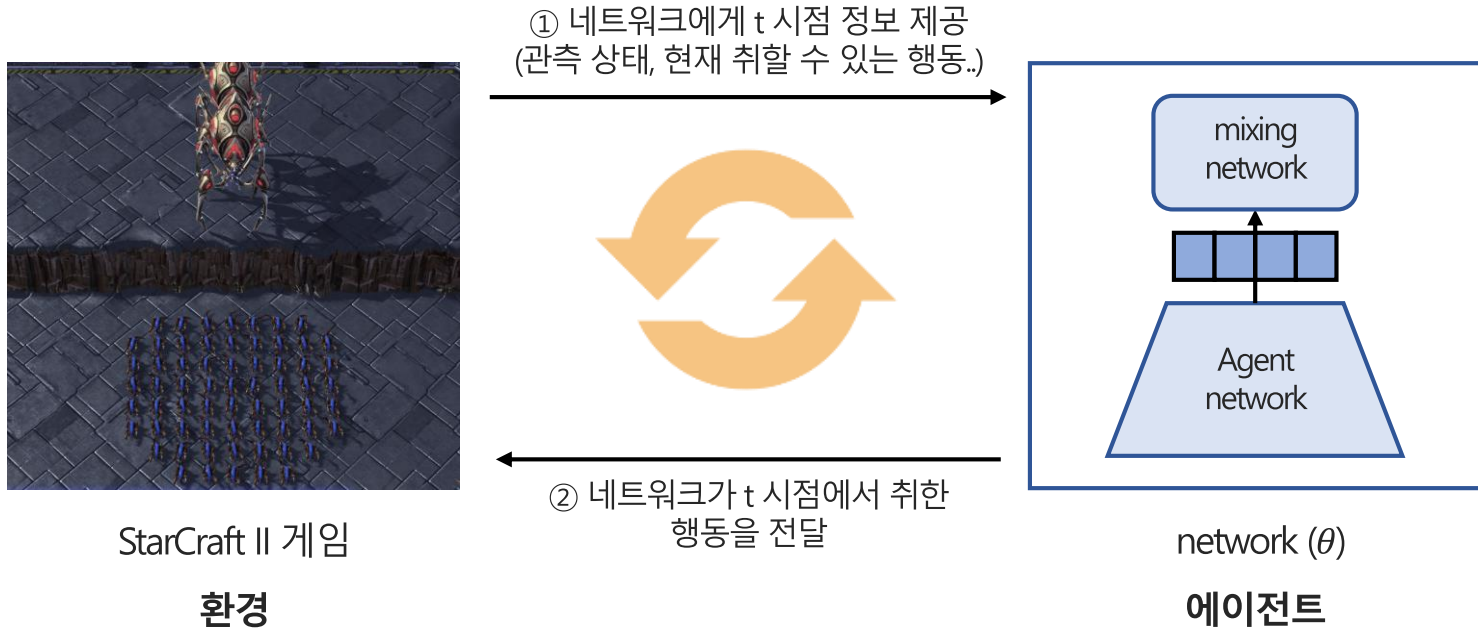 ① 네트워크에게 t 시점 정보 제공
(관측 상태, 현재 취할 수 있는 행동..)
mixing
network
Agent
network
② 네트워크가 t 시점에서 취한
행동을 전달
StarCraft II 게임
network (θ)
환경
에이전트